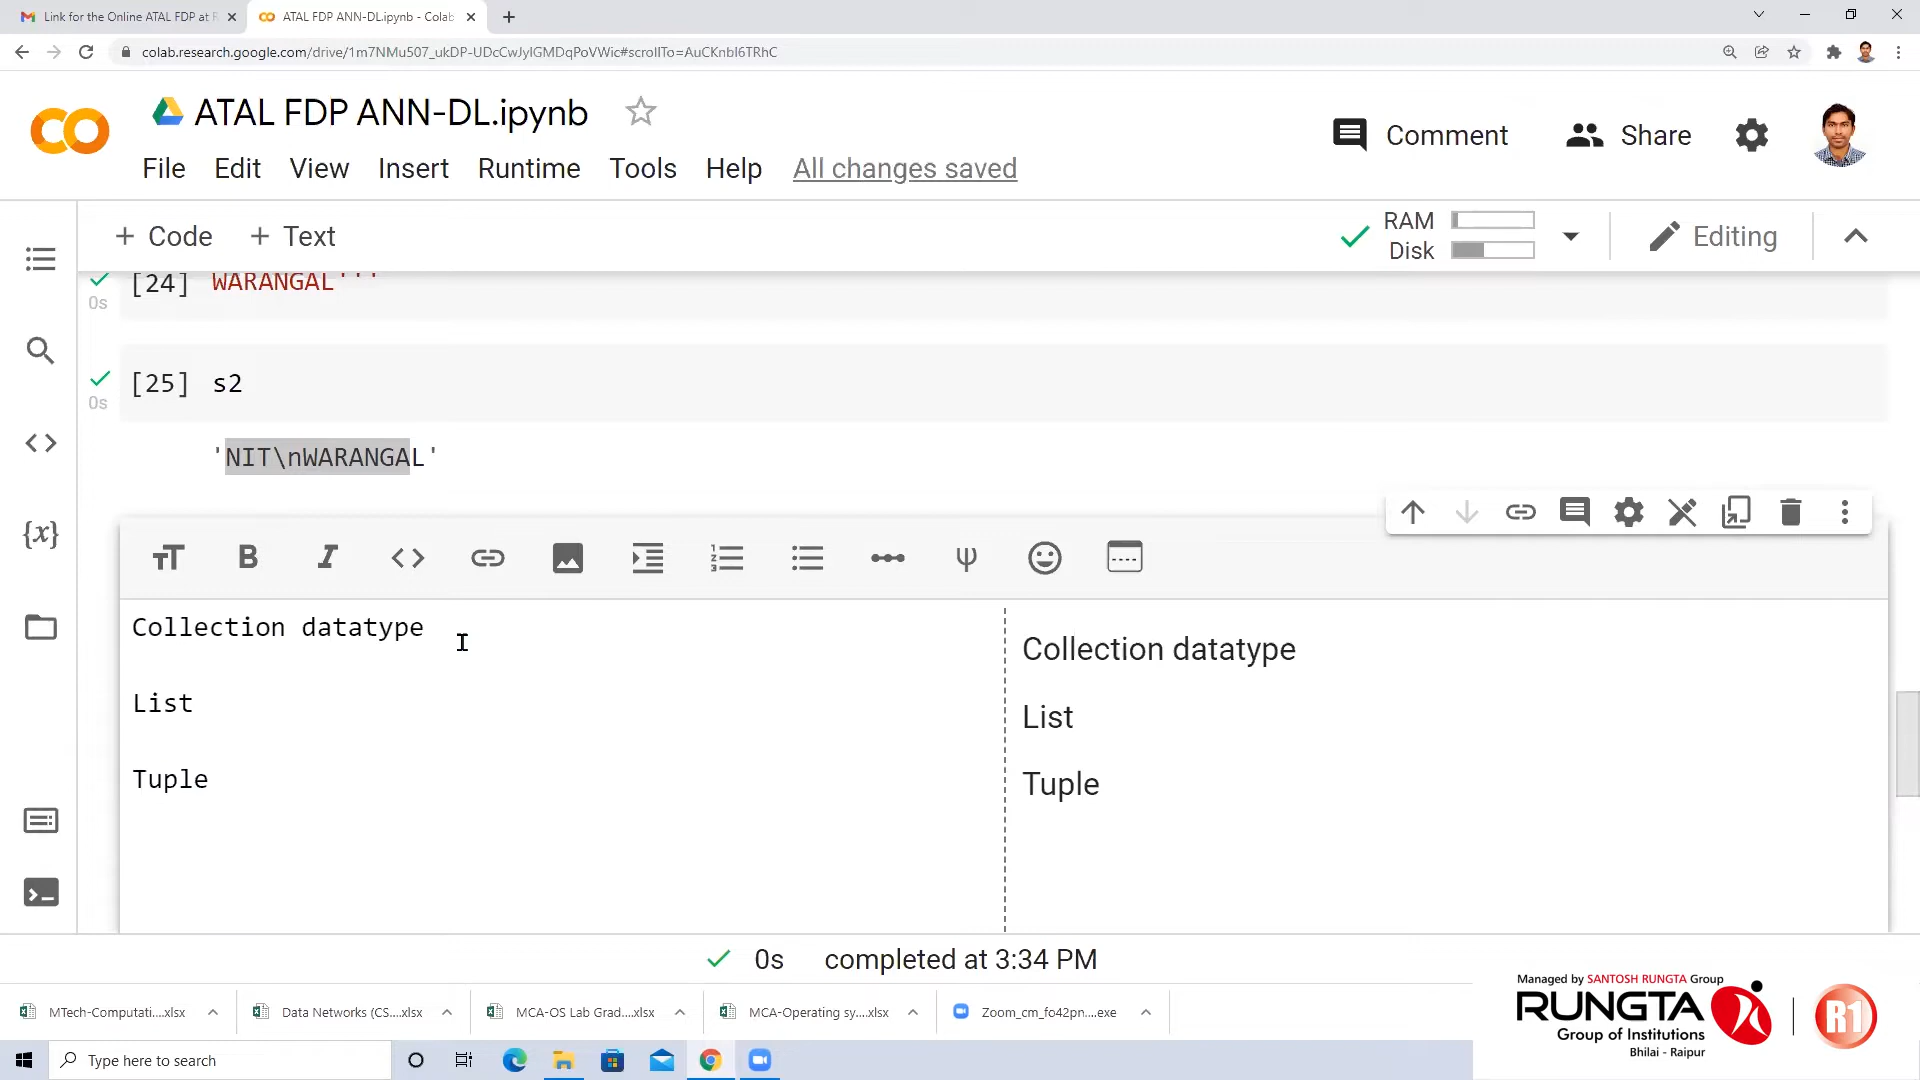 Link for the Online ATAL FDP at R
ATAL FDP ANN-DL.ipynb - Colab
colab.research.google.com/drive/1m7NMu507_ukDP-UDcCwJylGMDqPoVWic#scrollTo=AuCKnbl6TRhC
ATAL FDP ANN-DL.ipynb
Comment
Share
File Edit View Insert Runtime Tools Help All changes saved
+ Code + Text
RAM
Disk
Editing
[24] WARANGAL'''
0s
[25] s2
0s
'NIT\nWARANGAL'
Collection datatype
List
Tuple
Collection datatype
List
Tuple
0s completed at 3:34 PM
MTech-Computati....xlsx
Data Networks (CS....xlsx
MCA-OS Lab Grad....xlsx
MCA-Operating sy....xlsx
Zoom_cm_fo42pn....exe
Type here to search
Managed by SANTOSH RUNGTA Group
RUNGTA
Group of Institutions
Bhilai - Raipur
R1